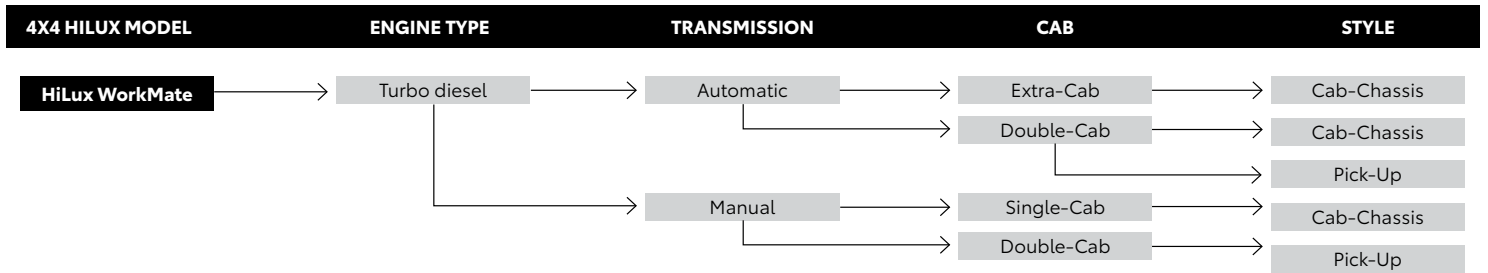 4X4 HILUX MODEL ENGINE TYPE TRANSMISSION CAB STYLE
HiLux WorkMate Turbo diesel Automatic Extra-Cab Cab-Chassis
Double-Cab Cab-Chassis
Pick-Up
Manual Single-Cab Cab-Chassis
Double-Cab Pick-Up